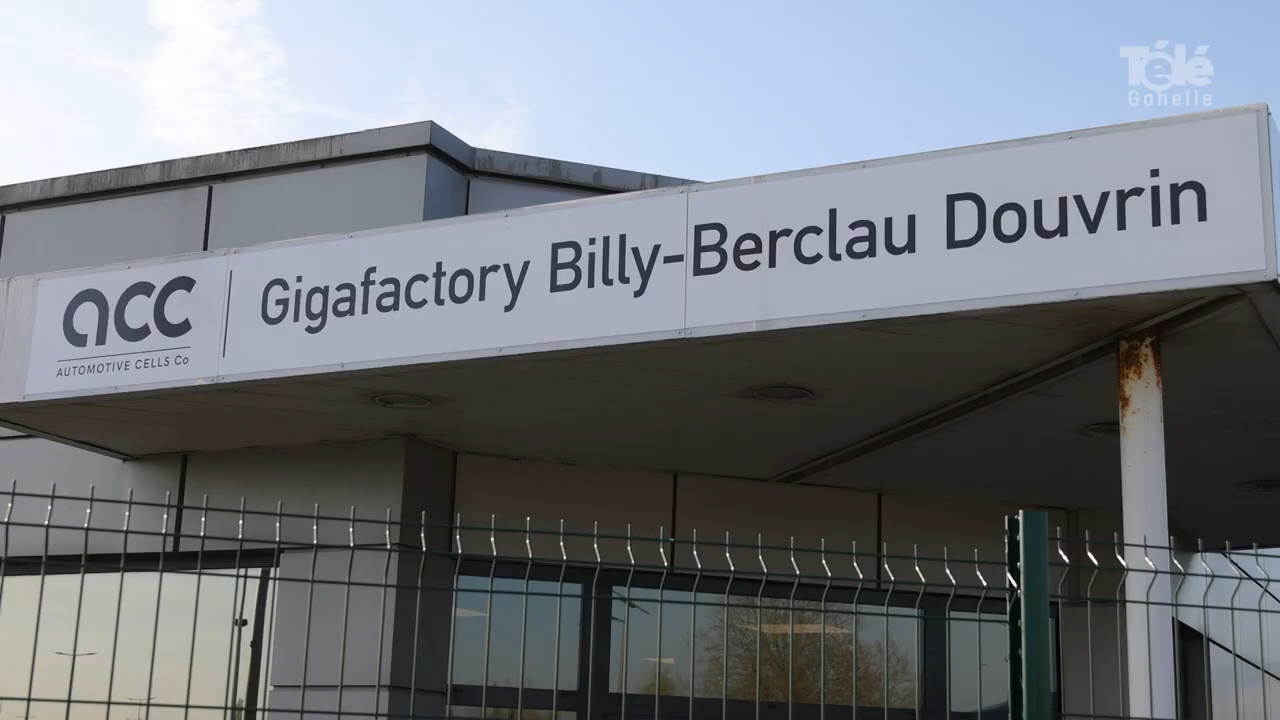 Télé
Gohelle
acc
AUTOMOTIVE CELLS Co
Gigafactory Billy-Berclau Douvrin